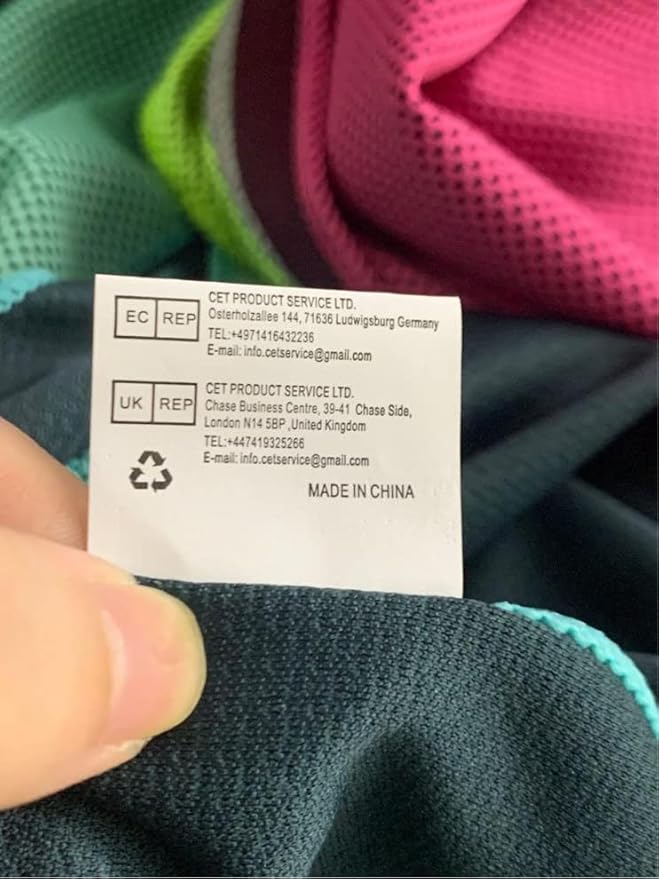 EC REP
CET PRODUCT SERVICE LTD.
Osterholzallee 144, 71636 Ludwigsburg Germany
TEL:+4971416432236
E-mail: info.cetservice@gmail.com
UK REP
CET PRODUCT SERVICE LTD.
Chase Business Centre, 39-41 Chase Side,
London N14 5BP ,United Kingdom
TEL:+447419325266
E-mail: info.cetservice@gmail.com
MADE IN CHINA